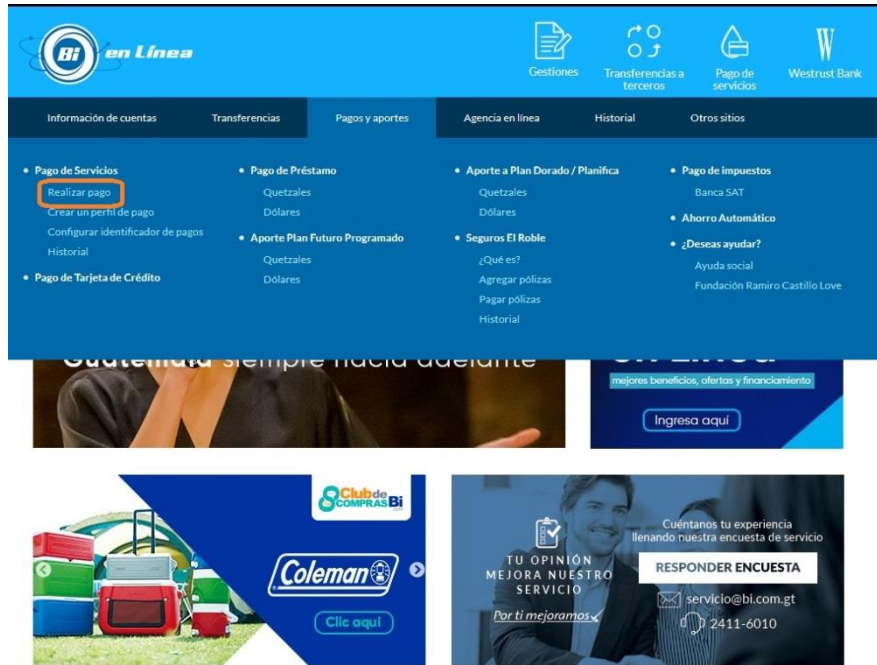 Bi en Línea
Gestiones
Transferencias a
terceros
Pago de
servicios
W
Westrust Bank
Información de cuentas
Transferencias
Pagos y aportes
Agencia en línea
Historial
Otros sitios
• Pago de Servicios
Realizar pago
Crear un perfil de pago
Configurar identificador de pagos
Historial
• Pago de Tarjeta de Crédito
• Pago de Préstamo
Quetzales
Dólares
• Aporte Plan Futuro Programado
Quetzales
Dólares
• Aporte a Plan Dorado / Planifica
Quetzales
Dólares
• Seguros El Roble
¿Qué es?
Agregar pólizas
Pagar pólizas
Historial
• Pago de impuestos
Banca SAT
• Ahorro Automático
• ¿Deseas ayudar?
Ayuda social
Fundación Ramiro Castillo Love
Guatemala siempre hacia adelante
en Línea
mejores beneficios, ofertas y financiamiento
Ingresa aquí
Club de
COMPRAS Bi
.com
Coleman
Clic aquí
TU OPINIÓN
MEJORA NUESTRO
SERVICIO
Por ti mejoramos
Cuéntanos tu experiencia
llenando nuestra encuesta de servicio
RESPONDER ENCUESTA
servicio@bi.com.gt
2411-6010